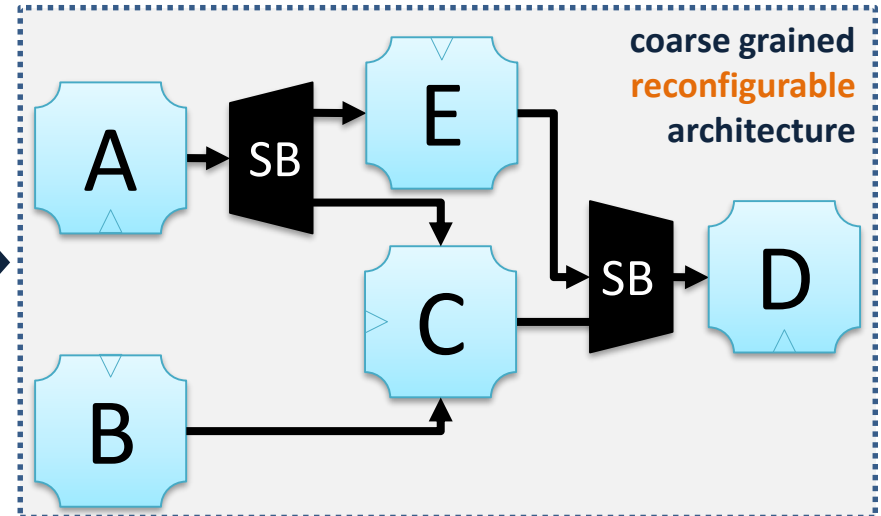 coarse grained
reconfigurable
architecture
A
SB
E
C
SB
D
B